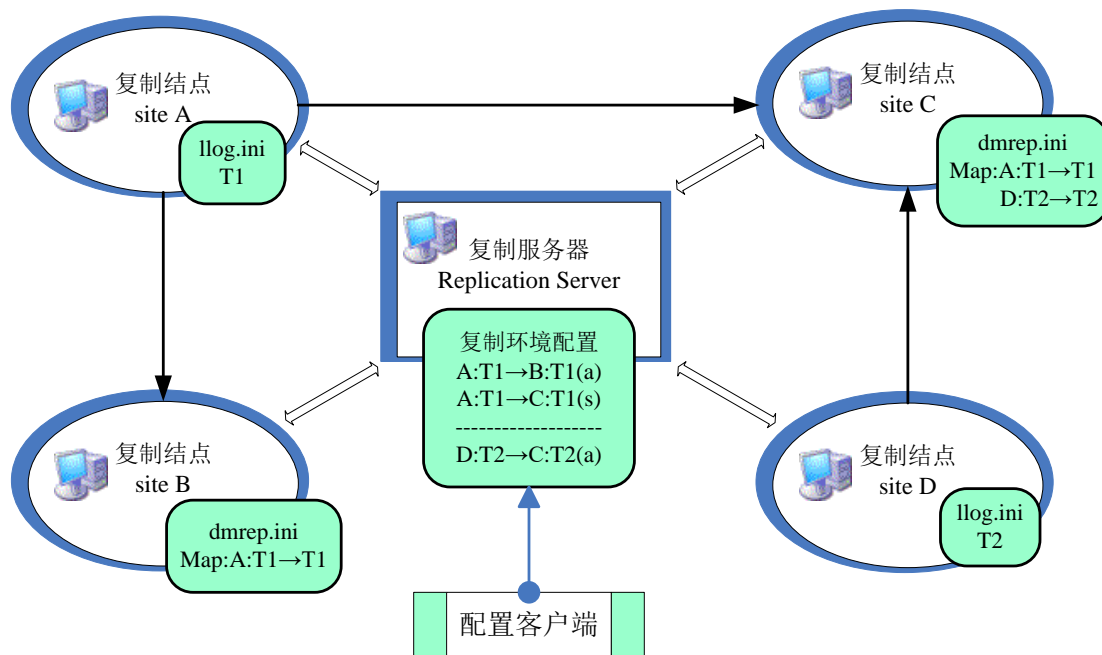 复制结点
site A
llog.ini
T1
复制结点
site C
dmrep.ini
Map:A:T1→T1
D:T2→T2
复制服务器
Replication Server
复制环境配置
A:T1→B:T1(a)
A:T1→C:T1(s)
-------------------
D:T2→C:T2(a)
复制结点
site B
dmrep.ini
Map:A:T1→T1
复制结点
site D
llog.ini
T2
配置客户端